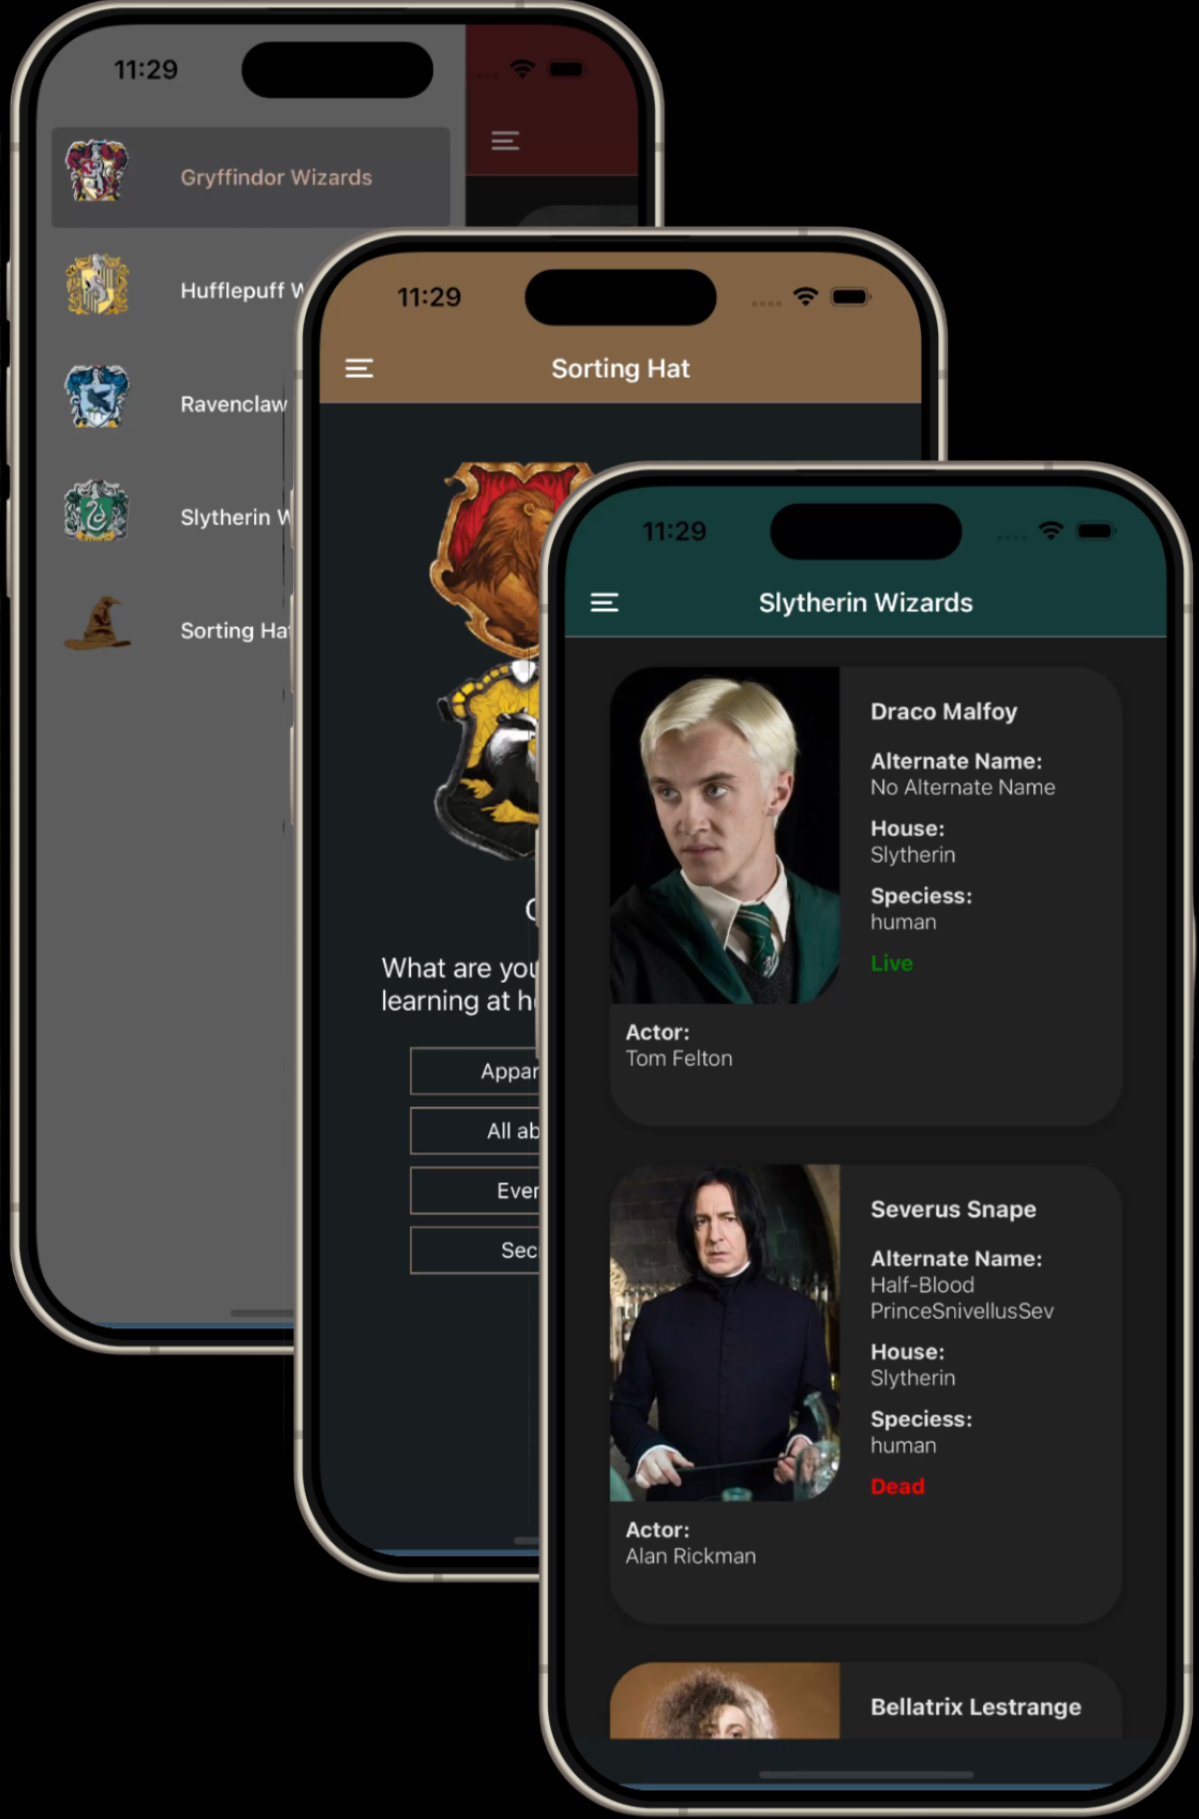 11:29
Gryffindor Wizards
Hufflepuff W
Ravenclaw
Slytherin W
Sorting Hat
11:29
Sorting Hat
What are you
learning at h
Appar
All ab
Ever
Sec
11:29
Slytherin Wizards
Draco Malfoy
Alternate Name:
No Alternate Name
House:
Slytherin
Speciess:
human
Live
Actor:
Tom Felton
Severus Snape
Alternate Name:
Half-Blood
PrinceSnivellusSev
House:
Slytherin
Speciess:
human
Dead
Actor:
Alan Rickman
Bellatrix Lestrange